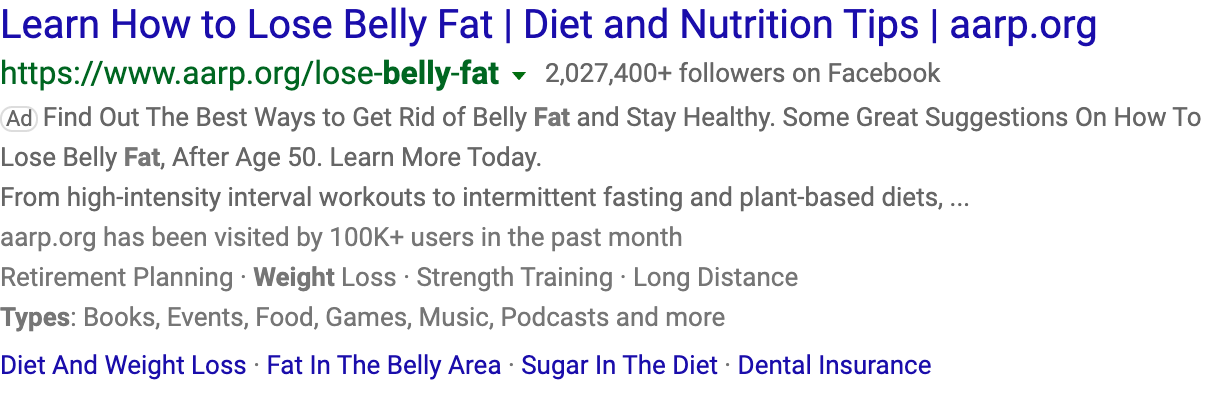 Learn How to Lose Belly Fat | Diet and Nutrition Tips | aarp.org
https://www.aarp.org/lose-belly-fat 2,027,400+ followers on Facebook
Ad Find Out The Best Ways to Get Rid of Belly Fat and Stay Healthy. Some Great Suggestions On How To
Lose Belly Fat, After Age 50. Learn More Today.
From high-intensity interval workouts to intermittent fasting and plant-based diets, ...
aarp.org has been visited by 100K+ users in the past month
Retirement Planning · Weight Loss · Strength Training · Long Distance
Types: Books, Events, Food, Games, Music, Podcasts and more
Diet And Weight Loss · Fat In The Belly Area · Sugar In The Diet · Dental Insurance